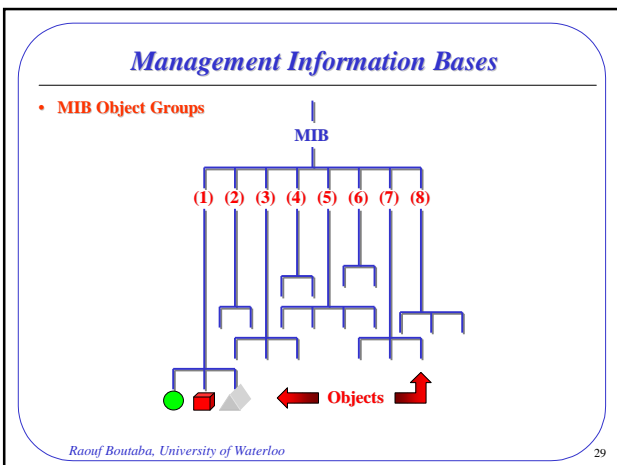 Management Information Bases
• MIB Object Groups
MIB
(1) (2) (3) (4) (5) (6) (7) (8)
Objects
Raouf Boutaba, University of Waterloo
29